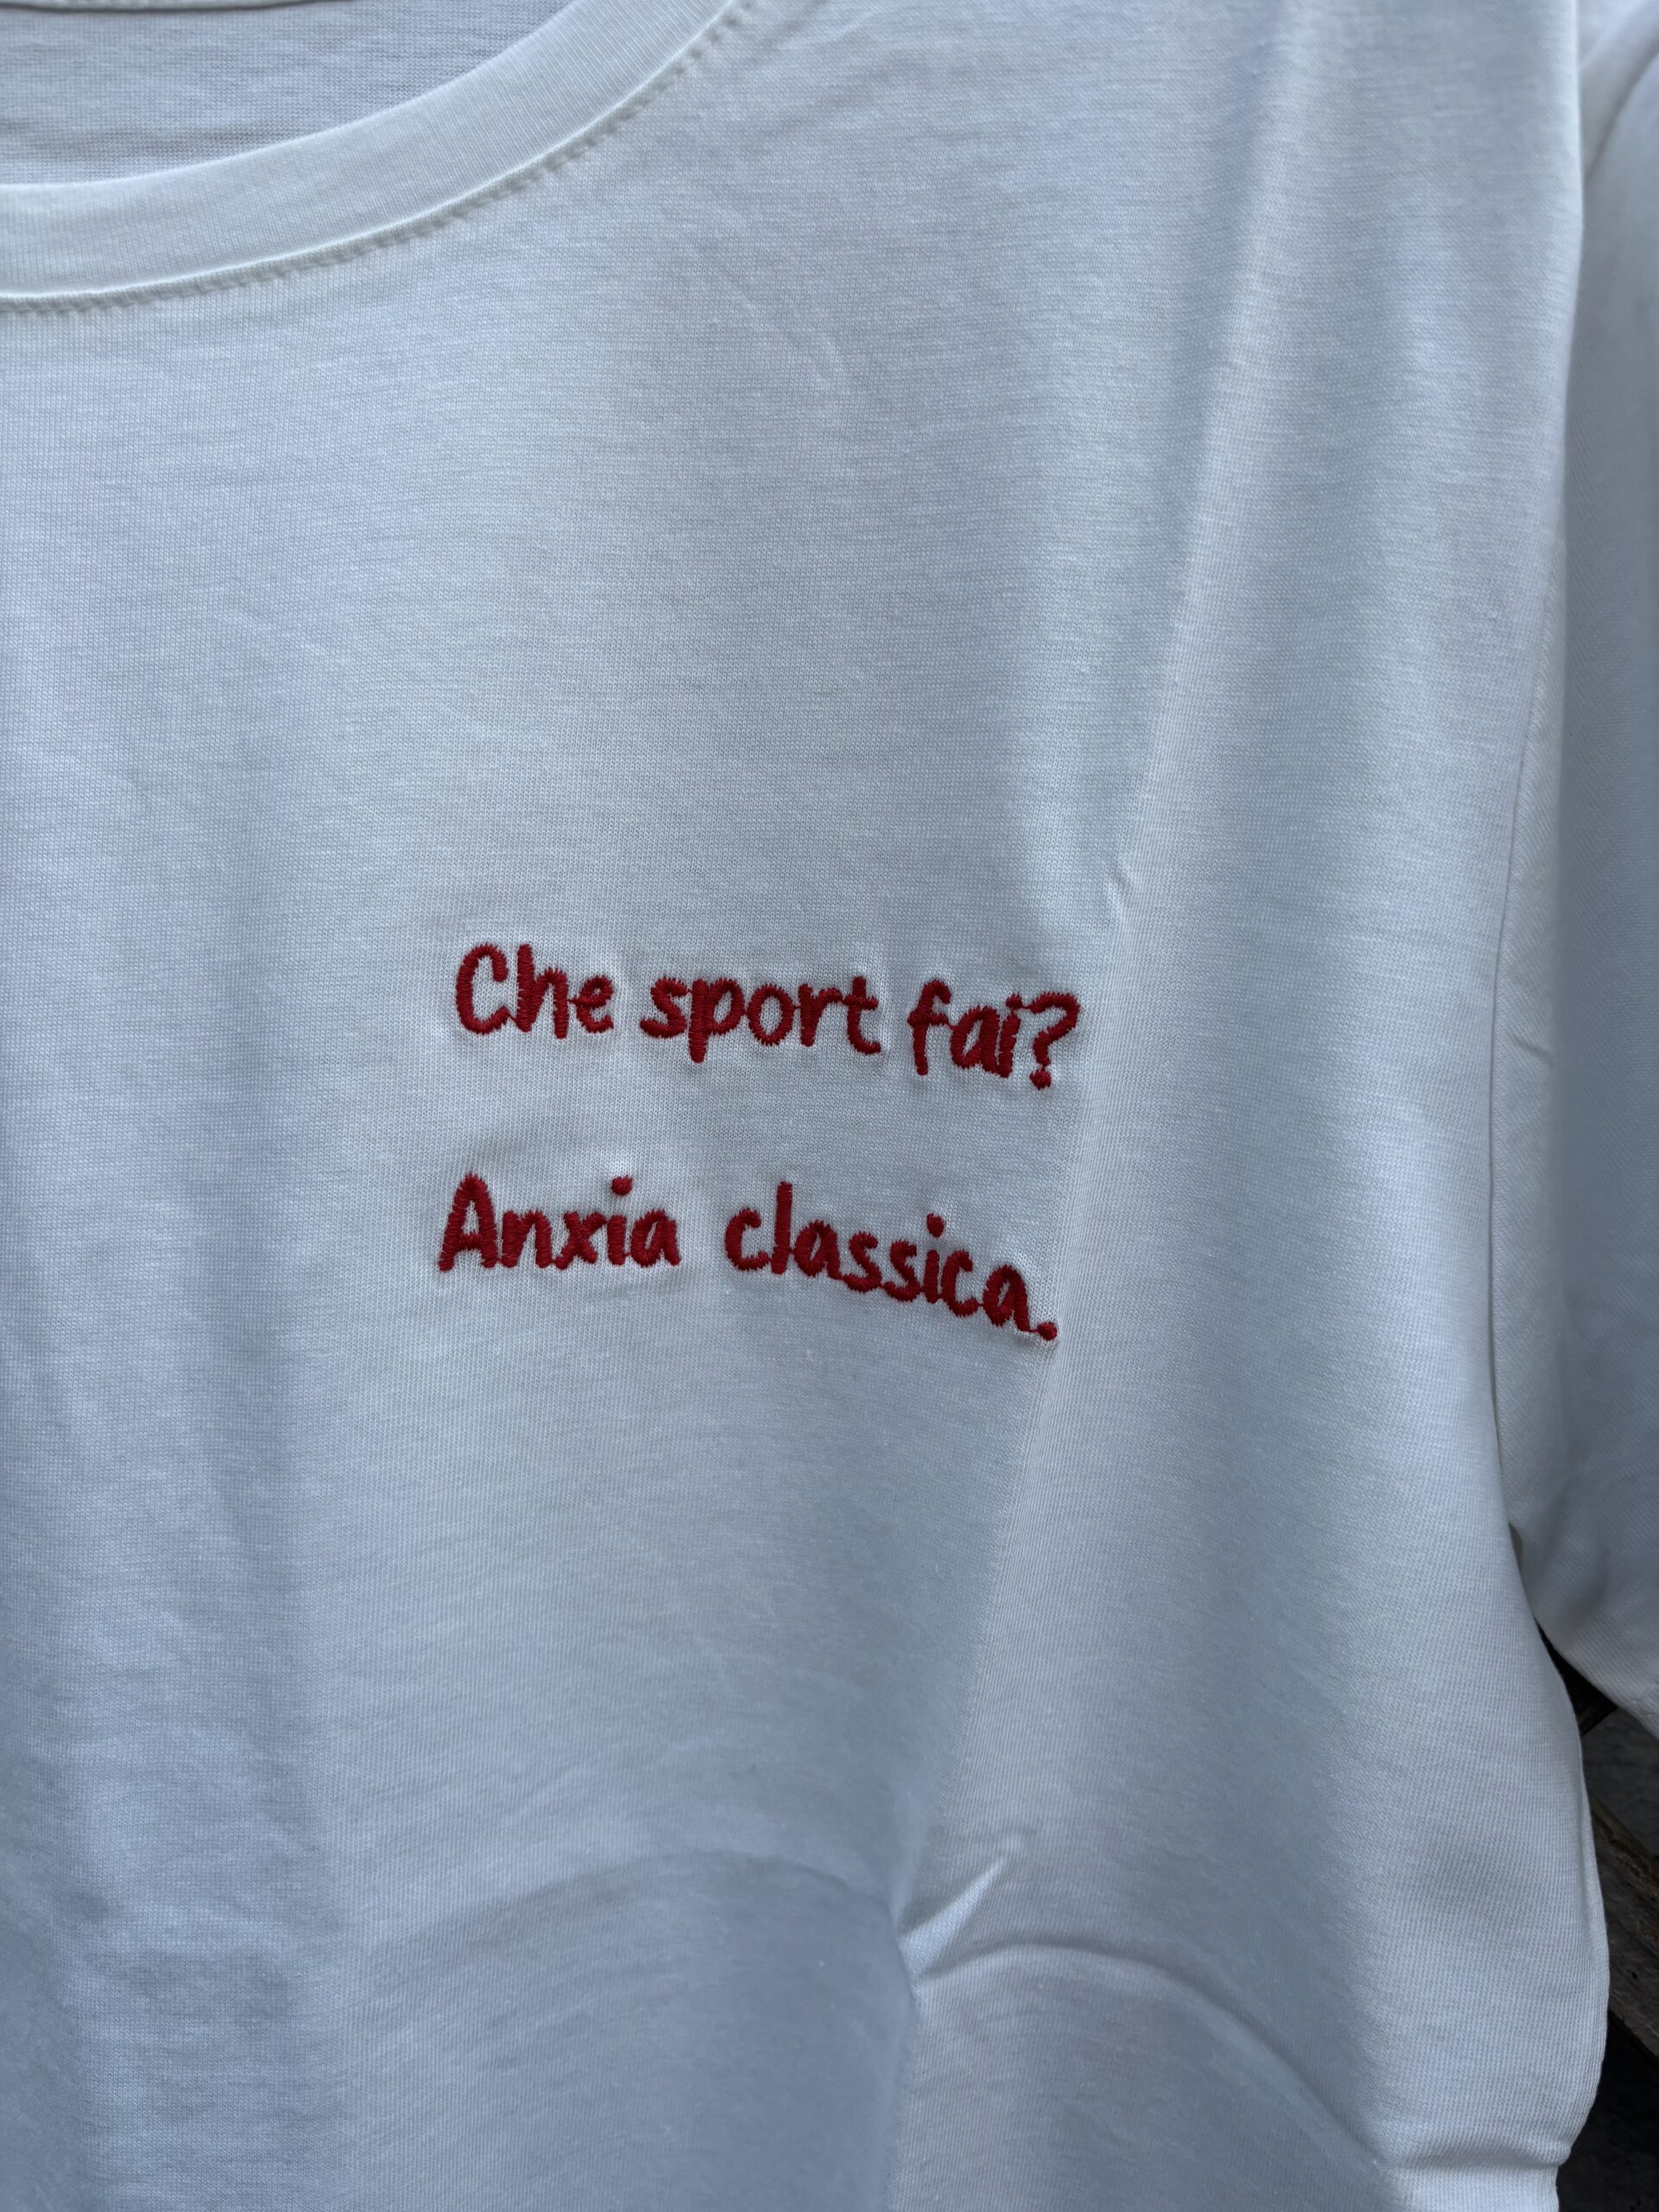 Che sport fai?
Anxia classica.